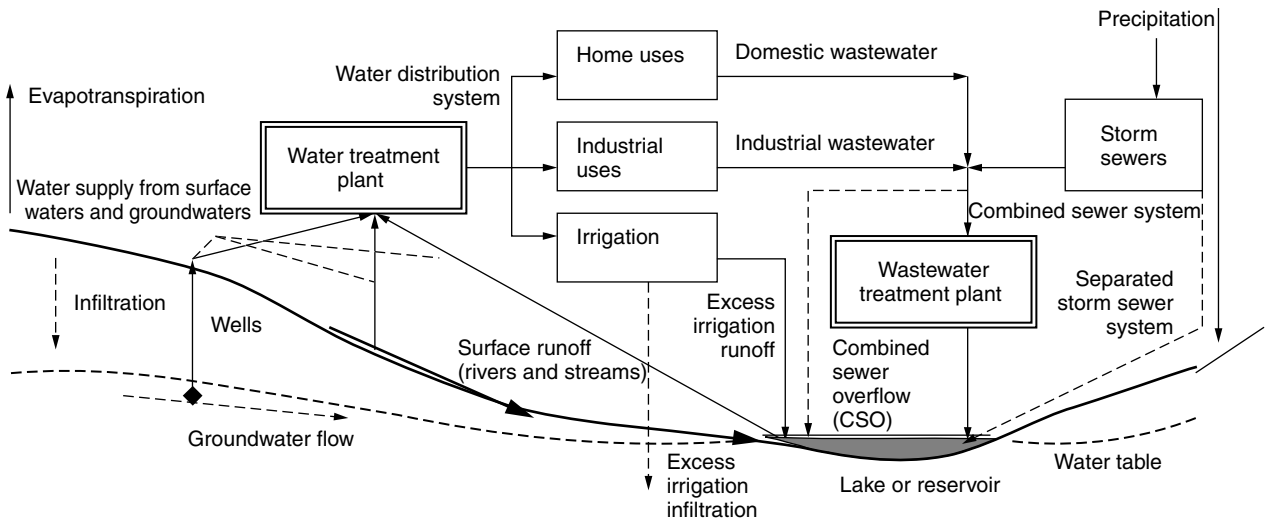 Precipitation
Evapotranspiration
Water distribution
system
Home uses
Domestic wastewater
Storm
sewers
Water treatment
plant
Industrial
uses
Industrial wastewater
Water supply from surface
waters and groundwaters
Irrigation
Combined sewer system
Wastewater
treatment plant
Separated
storm sewer
system
Infiltration
Wells
Excess
irrigation
runoff
Surface runoff
(rivers and streams)
Combined
sewer
overflow
(CSO)
Groundwater flow
Excess
irrigation
infiltration
Lake or reservoir
Water table